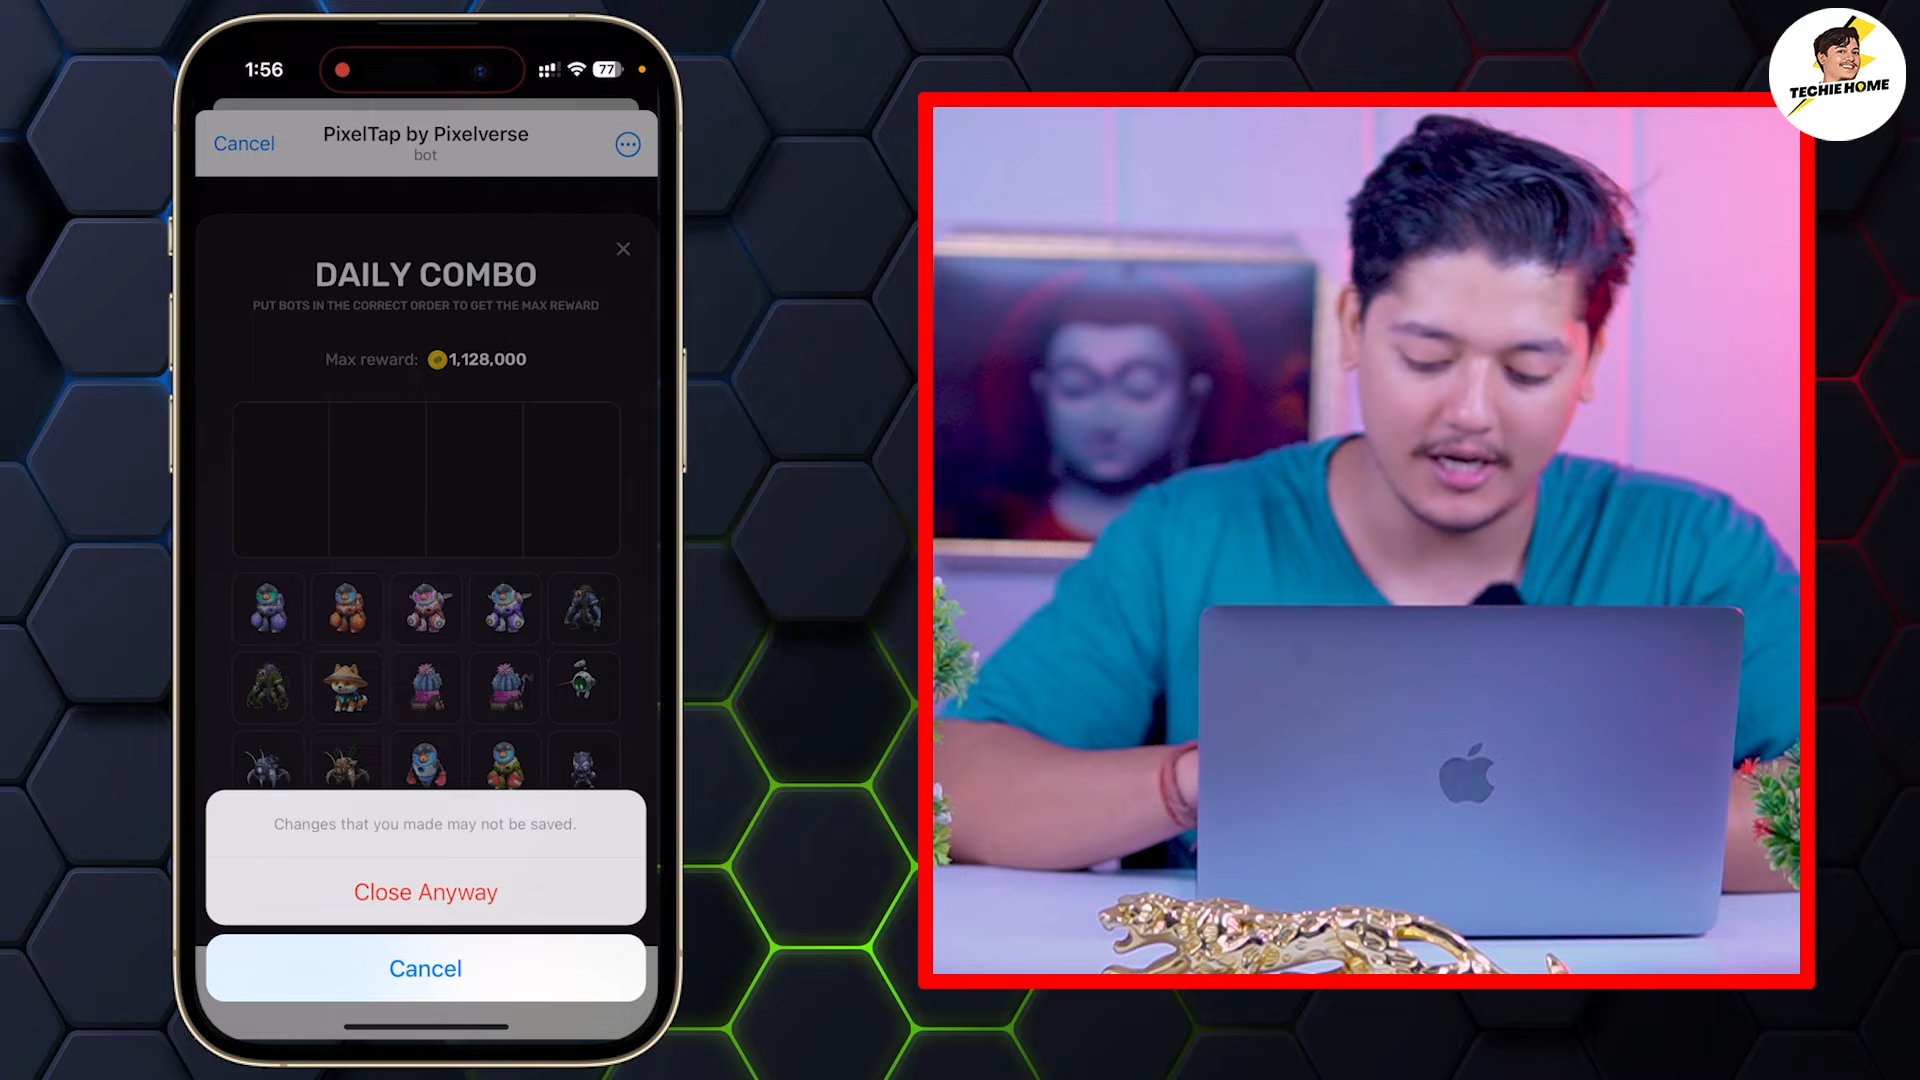 1:56
77
Cancel
PixelTap by Pixelverse
bot
DAILY COMBO
PUT BOTS IN THE CORRECT ORDER TO GET THE MAX REWARD
Max reward: 1,128,000
Changes that you made may not be saved.
Close Anyway
Cancel
TECHIE HOME